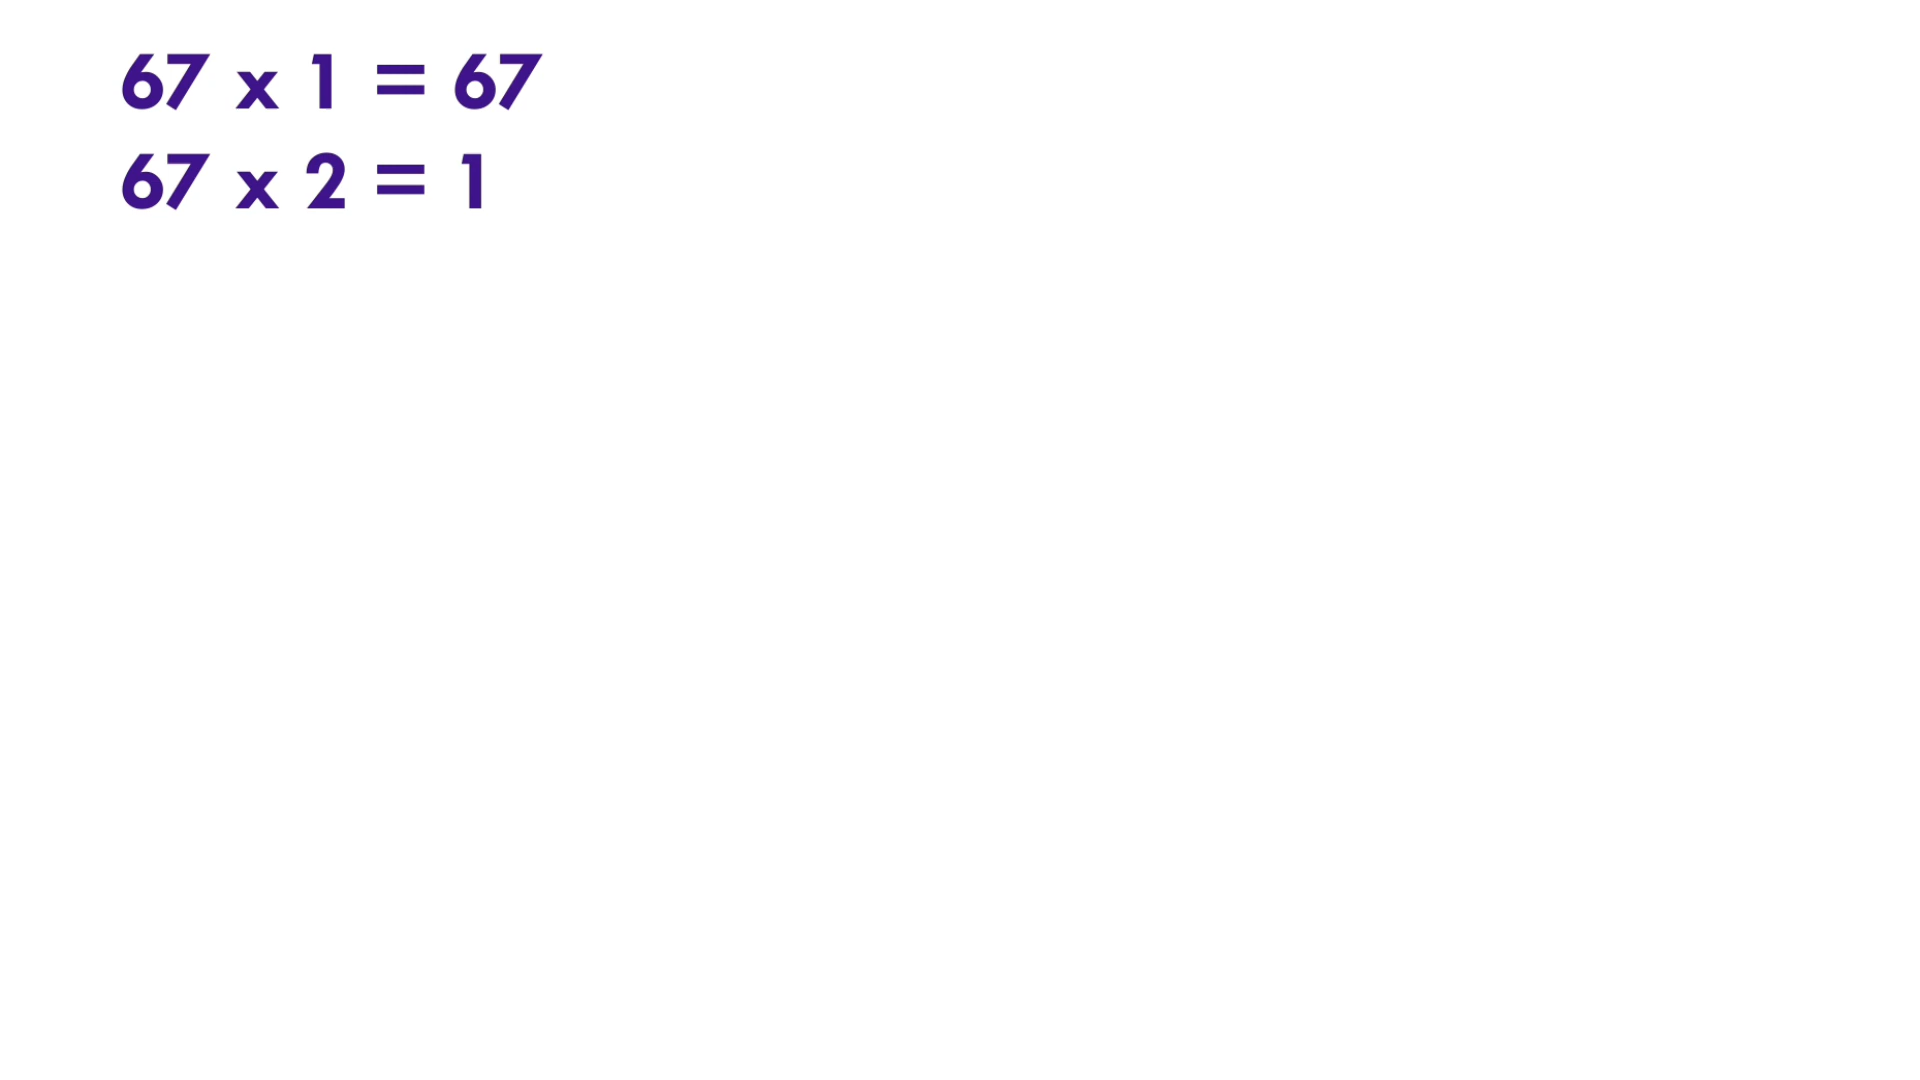 67 x 1 = 67
67 x 2 = 1